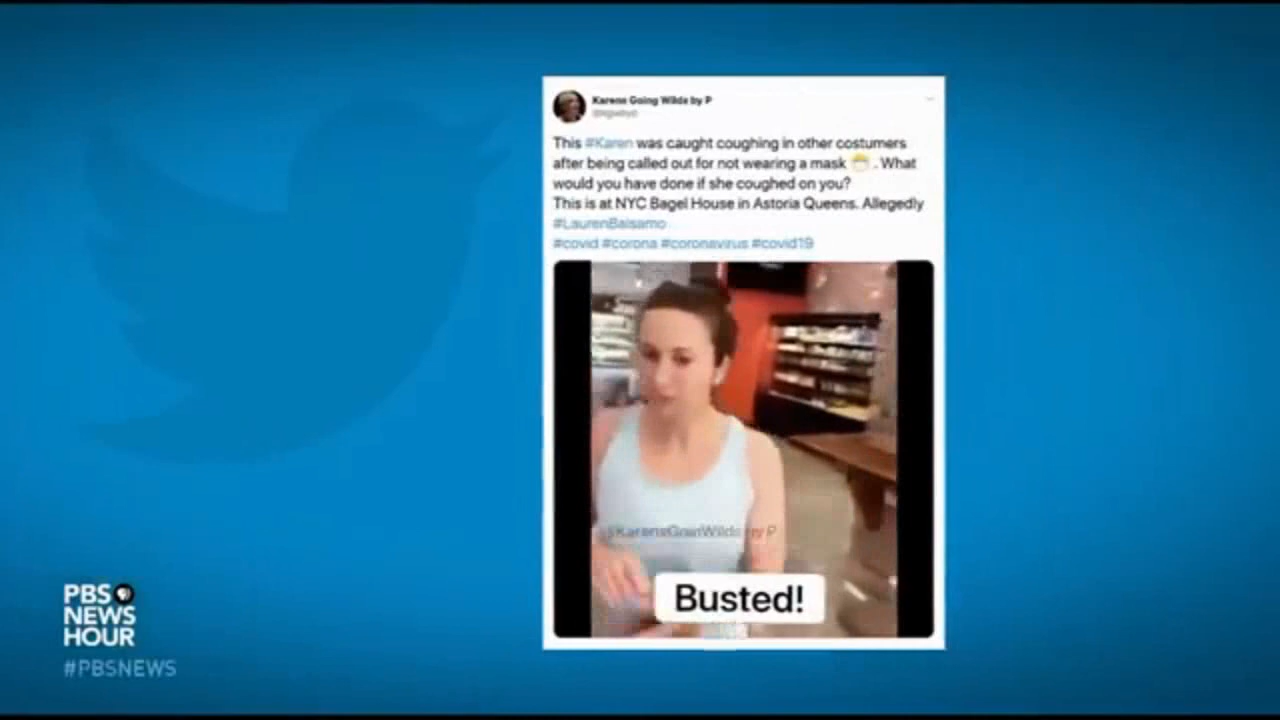 Karens Going Wilds by P
This #Karen was caught coughing in other costumers
after being called out for not wearing a mask . What
would you have done if she coughed on you?
This is at NYC Bagel House in Astoria Queens. Allegedly
#LaurenBalsamo
#covid #corona #coronavirus #covid19
by P
Busted!
PBS
NEWS
HOUR
#PBSNEWS